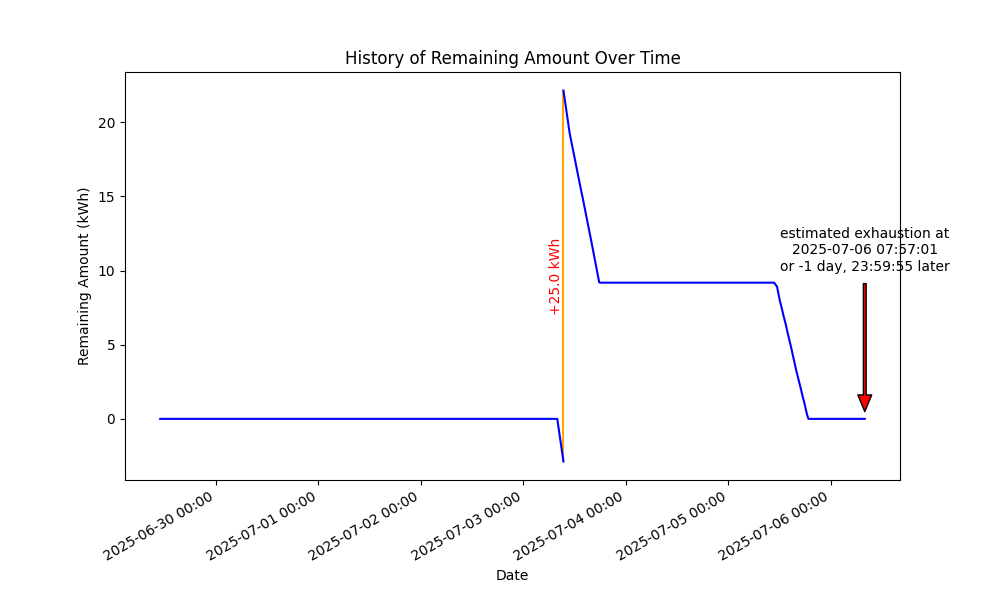 History of Remaining Amount Over Time
Remaining Amount (kWh)
20
15
10
5
0
+25.0 kWh
estimated exhaustion at
2025-07-06 07:57:01
or -1 day, 23:59:55 later
2025-06-30 00:00
2025-07-01 00:00
2025-07-02 00:00
2025-07-03 00:00
2025-07-04 00:00
2025-07-05 00:00
2025-07-06 00:00
Date